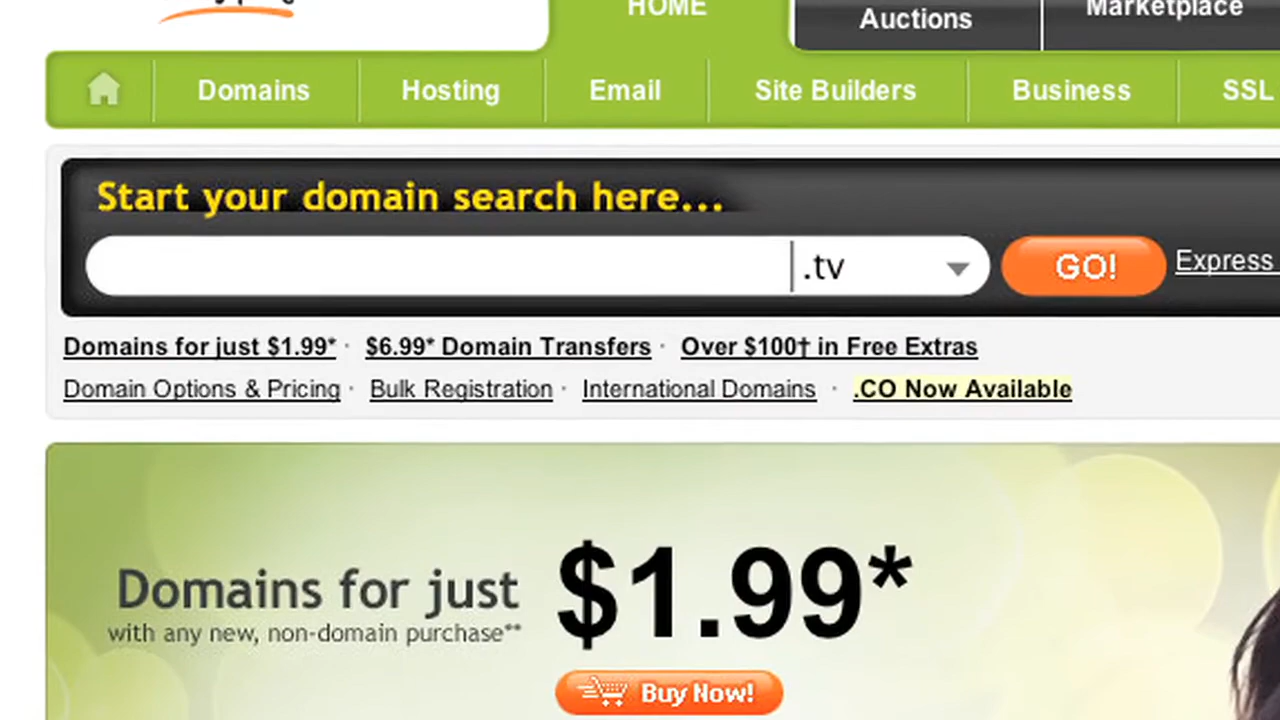 HOME
Auctions
Marketplace
Domains
Hosting
Email
Site Builders
Business
SSL
Start your domain search here...
.tv
GO!
Express
Domains for just $1.99* · $6.99* Domain Transfers · Over $100† in Free Extras
Domain Options & Pricing · Bulk Registration · International Domains · .CO Now Available
Domains for just
with any new, non-domain purchase**
$1.99*
Buy Now!